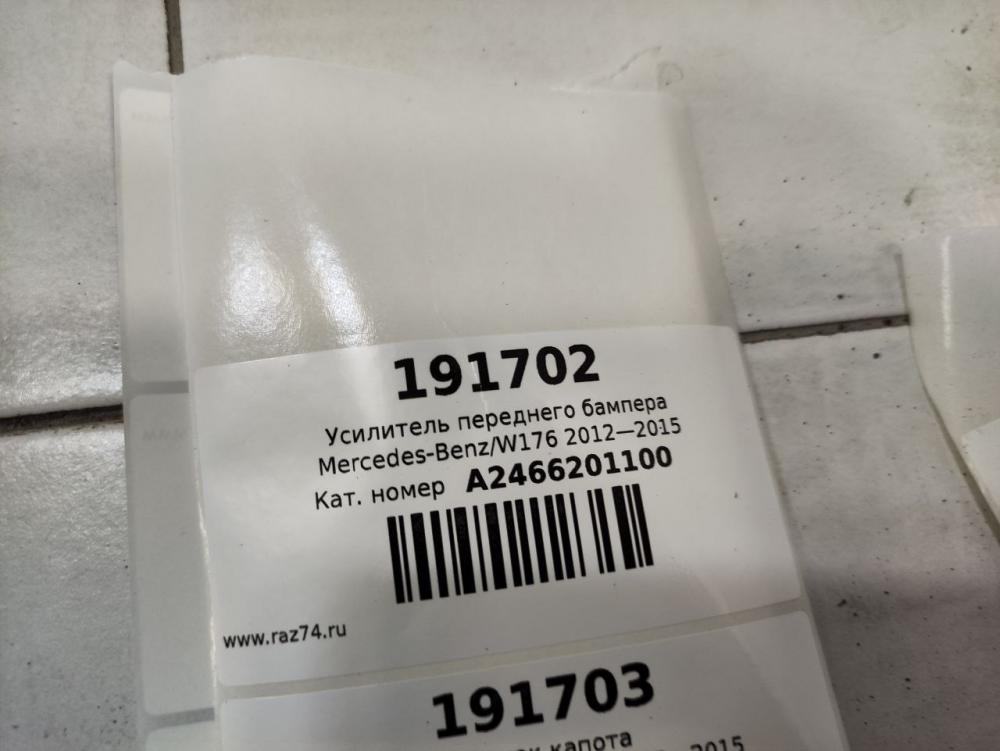 191702
Усилитель переднего бампера
Mercedes-Benz/W176 2012—2015
Кат. номер A2466201100
www.raz74.ru
191703
капота
2015